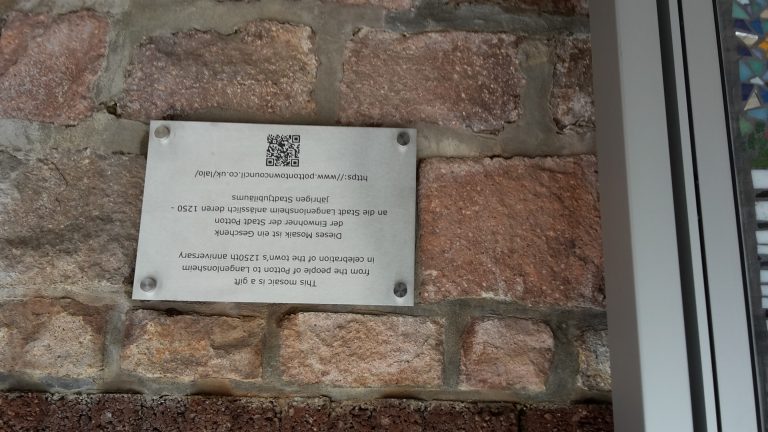 This mosaic is a gift
from the people of Potton to Langenlonsheim
in celebration of the town's 1250th anniversary
Dieses Mosaik ist ein Geschenk
der Einwohner der Stadt Potton
an die Stadt Langenlonsheim anlässlich deren 1250 -
jährigen Stadtjubiläums
https://www.pottontowncouncil.co.uk/lalo/